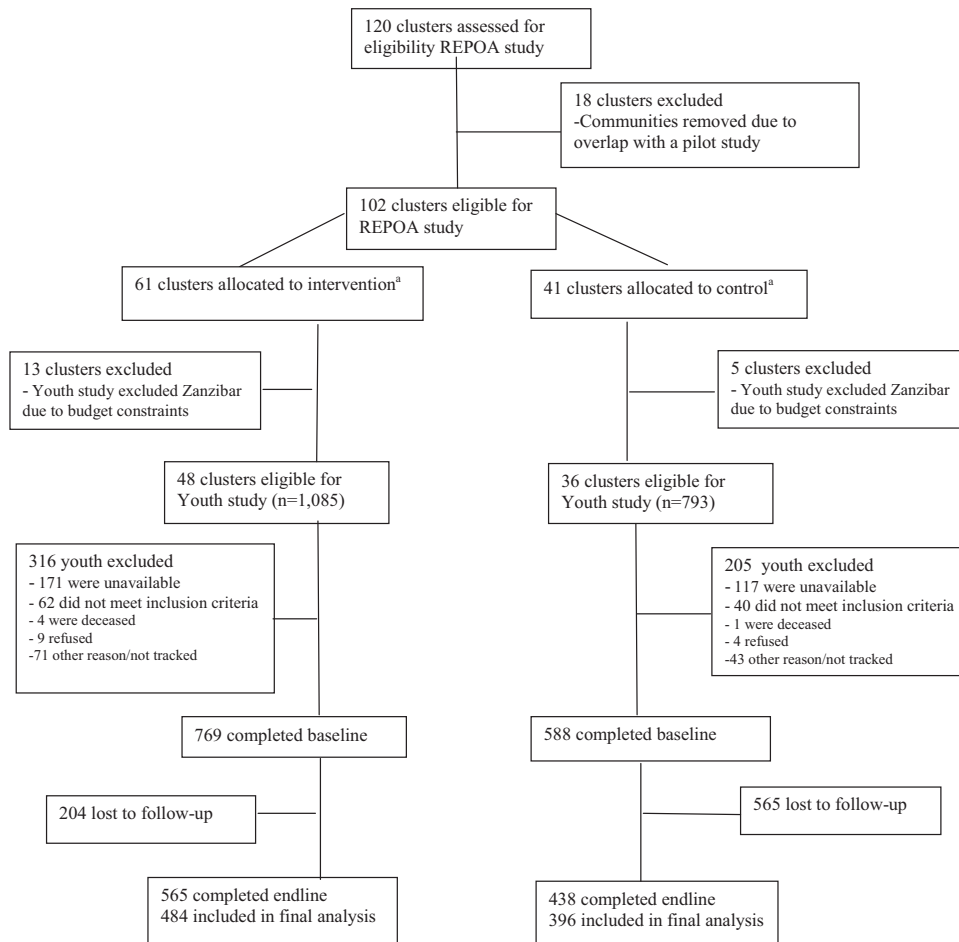 120 clusters assessed for
eligibility REPOA study
18 clusters excluded
-Communities removed due to
overlap with a pilot study
102 clusters eligible for
REPOA study
61 clusters allocated to interventionᵃ
41 clusters allocated to controlᵃ
13 clusters excluded
- Youth study excluded Zanzibar
due to budget constraints
5 clusters excluded
- Youth study excluded Zanzibar
due to budget constraints
48 clusters eligible for
Youth study (n=1,085)
36 clusters eligible for
Youth study (n=793)
316 youth excluded
- 171 were unavailable
- 62 did not meet inclusion criteria
- 4 were deceased
- 9 refused
-71 other reason/not tracked
205 youth excluded
- 117 were unavailable
- 40 did not meet inclusion criteria
- 1 were deceased
- 4 refused
-43 other reason/not tracked
769 completed baseline
588 completed baseline
204 lost to follow-up
565 lost to follow-up
565 completed endline
484 included in final analysis
438 completed endline
396 included in final analysis